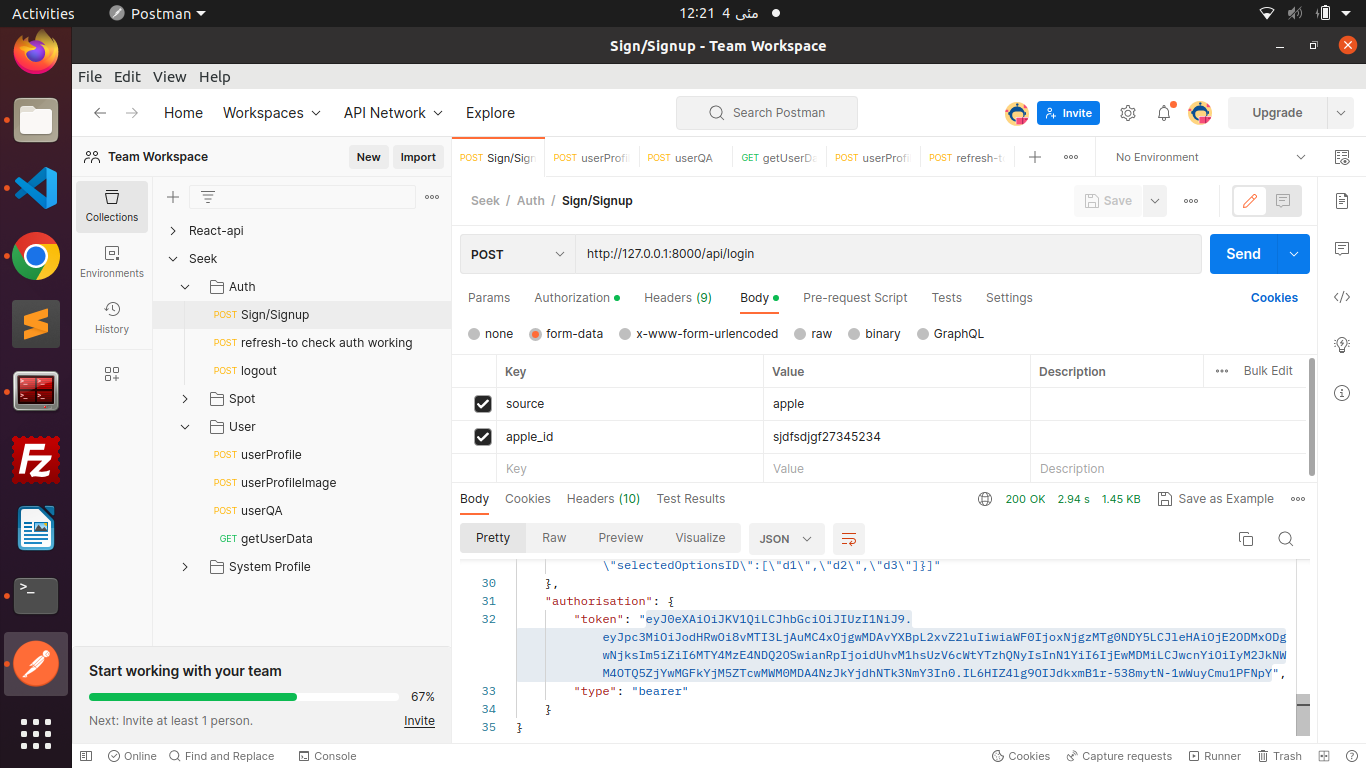 Activities Postman 12:21 4 مئی
Sign/Signup - Team Workspace
File Edit View Help
Home Workspaces API Network Explore Search Postman Invite Upgrade
Team Workspace New Import
POST Sign/Sign POST userProfi POST userQA GET getUserDa POST userProfi POST refresh-t No Environment
Collections
Environments
History
React-api
Seek
Auth
POST Sign/Signup
POST refresh-to check auth working
POST logout
Spot
User
POST userProfile
POST userProfileImage
POST userQA
GET getUserData
System Profile
Start working with your team
67%
Next: Invite at least 1 person. Invite
Seek / Auth / Sign/Signup Save
POST http://127.0.0.1:8000/api/login Send
Params Authorization Headers (9) Body Pre-request Script Tests Settings Cookies
none form-data x-www-form-urlencoded raw binary GraphQL
Key Value Description Bulk Edit
source apple
apple_id sjdfsdjgf27345234
Key Value Description
Body Cookies Headers (10) Test Results 200 OK 2.94 s 1.45 KB Save as Example
Pretty Raw Preview Visualize JSON
\"selectedOptionsID\":[\"d1\",\"d2\",\"d3\"]}]"
30 },
31 "authorisation": {
32 "token": "eyJ0eXAiOiJKV1QiLCJhbGciOiJIUzI1NiJ9.
eyJpc3MiOiJodHRwOi8vMTI3LjAuMC4xOjgwMDAvYXBpL2xvZ2luIiwiaWF0IjoxNjgzMTg0NDY5LCJleHAiOjE2ODMxODg
wNjksIm5iZiI6MTY4MzE4NDQ2OSwianRpIjoidUhvM1hsUzV6cWtYTzhQNyIsInN1YiI6IjEwMDMiLCJwcnYiOiIyM2JkNW
M4OTQ5ZjYwMGFkYjM5ZTcwMWM0MDA4NzJkYjdhNTk3NmY3In0.IL6HIZ4lg9OIJdkxmB1r-538mytN-1wWuyCmu1PFNpY",
33 "type": "bearer"
34 }
35 }
Online Find and Replace Console Cookies Capture requests Runner Trash